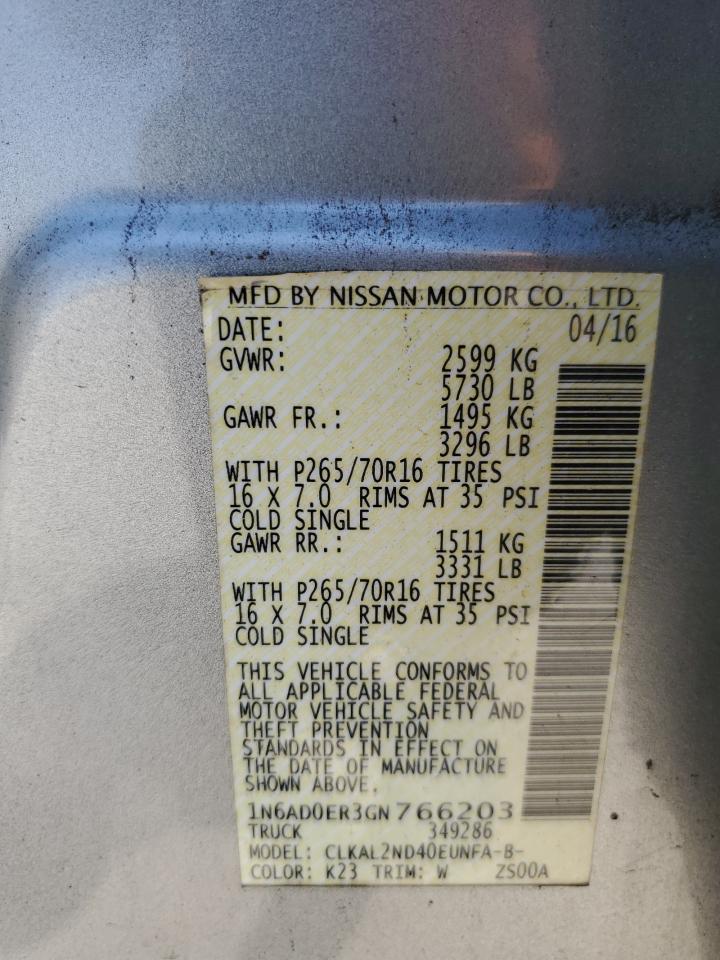 MFD BY NISSAN MOTOR CO., LTD.
DATE: 04/16
GVWR: 2599 KG
5730 LB
GAWR FR.: 1495 KG
3296 LB
WITH P265/70R16 TIRES
16 X 7.0 RIMS AT 35 PSI
COLD SINGLE
GAWR RR.: 1511 KG
3331 LB
WITH P265/70R16 TIRES
16 X 7.0 RIMS AT 35 PSI
COLD SINGLE
THIS VEHICLE CONFORMS TO
ALL APPLICABLE FEDERAL
MOTOR VEHICLE SAFETY AND
THEFT PREVENTION
STANDARDS IN EFFECT ON
THE DATE OF MANUFACTURE
SHOWN ABOVE.
1N6AD0ER3GN766203
TRUCK 349286
MODEL: CLKAL2ND40EUNFA-B-
COLOR: K23 TRIM: W ZS00A